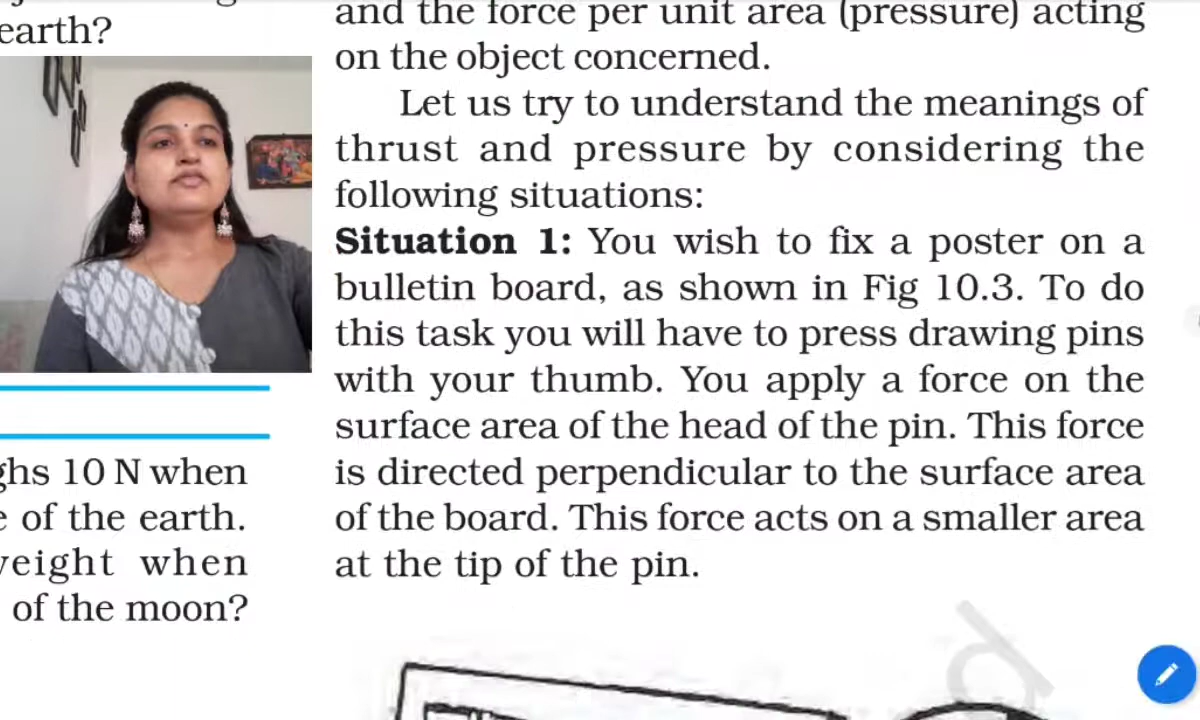 earth?
ghs 10 N when
e of the earth.
weight when
of the moon?
and the force per unit area (pressure) acting
on the object concerned.
Let us try to understand the meanings of
thrust and pressure by considering the
following situations:
Situation 1: You wish to fix a poster on a
bulletin board, as shown in Fig 10.3. To do
this task you will have to press drawing pins
with your thumb. You apply a force on the
surface area of the head of the pin. This force
is directed perpendicular to the surface area
of the board. This force acts on a smaller area
at the tip of the pin.